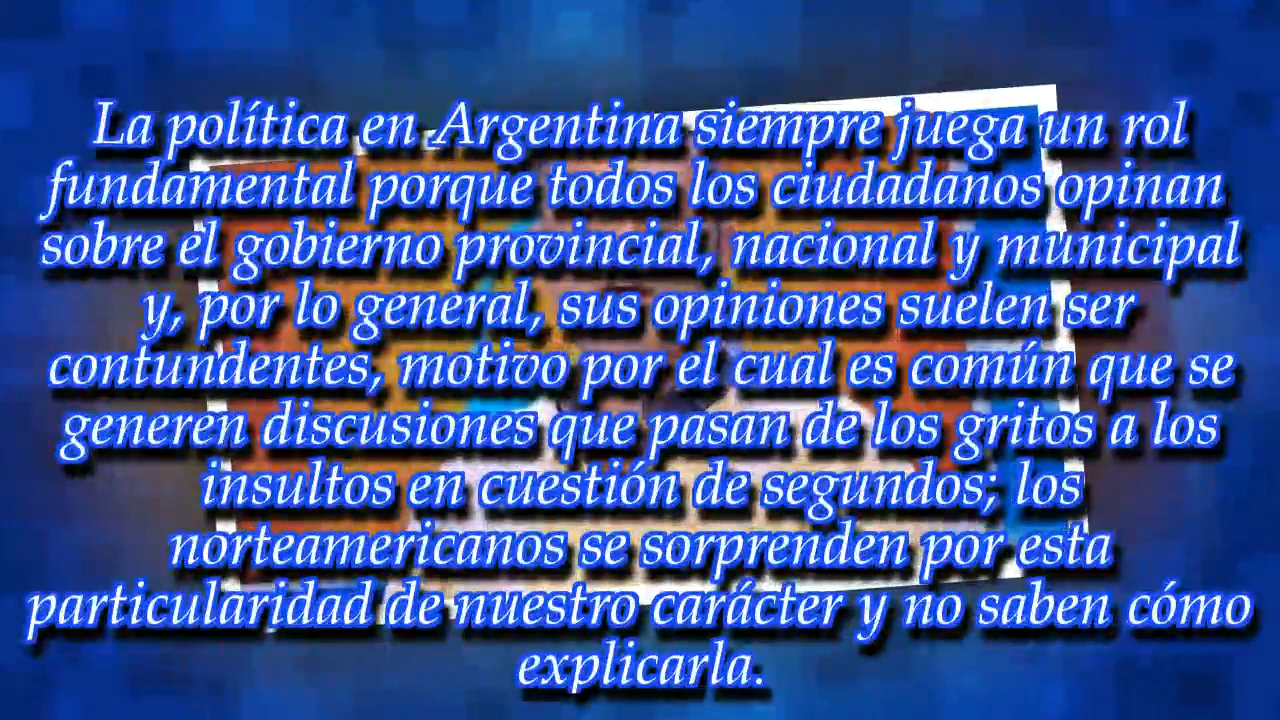 La política en Argentina siempre juega un rol
fundamental porque todos los ciudadanos opinan
sobre el gobierno provincial, nacional y municipal
y, por lo general, sus opiniones suelen ser
contundentes, motivo por el cual es común que se
generen discusiones que pasan de los gritos a los
insultos en cuestión de segundos; los
norteamericanos se sorprenden por esta
particularidad de nuestro carácter y no saben cómo
explicarla.